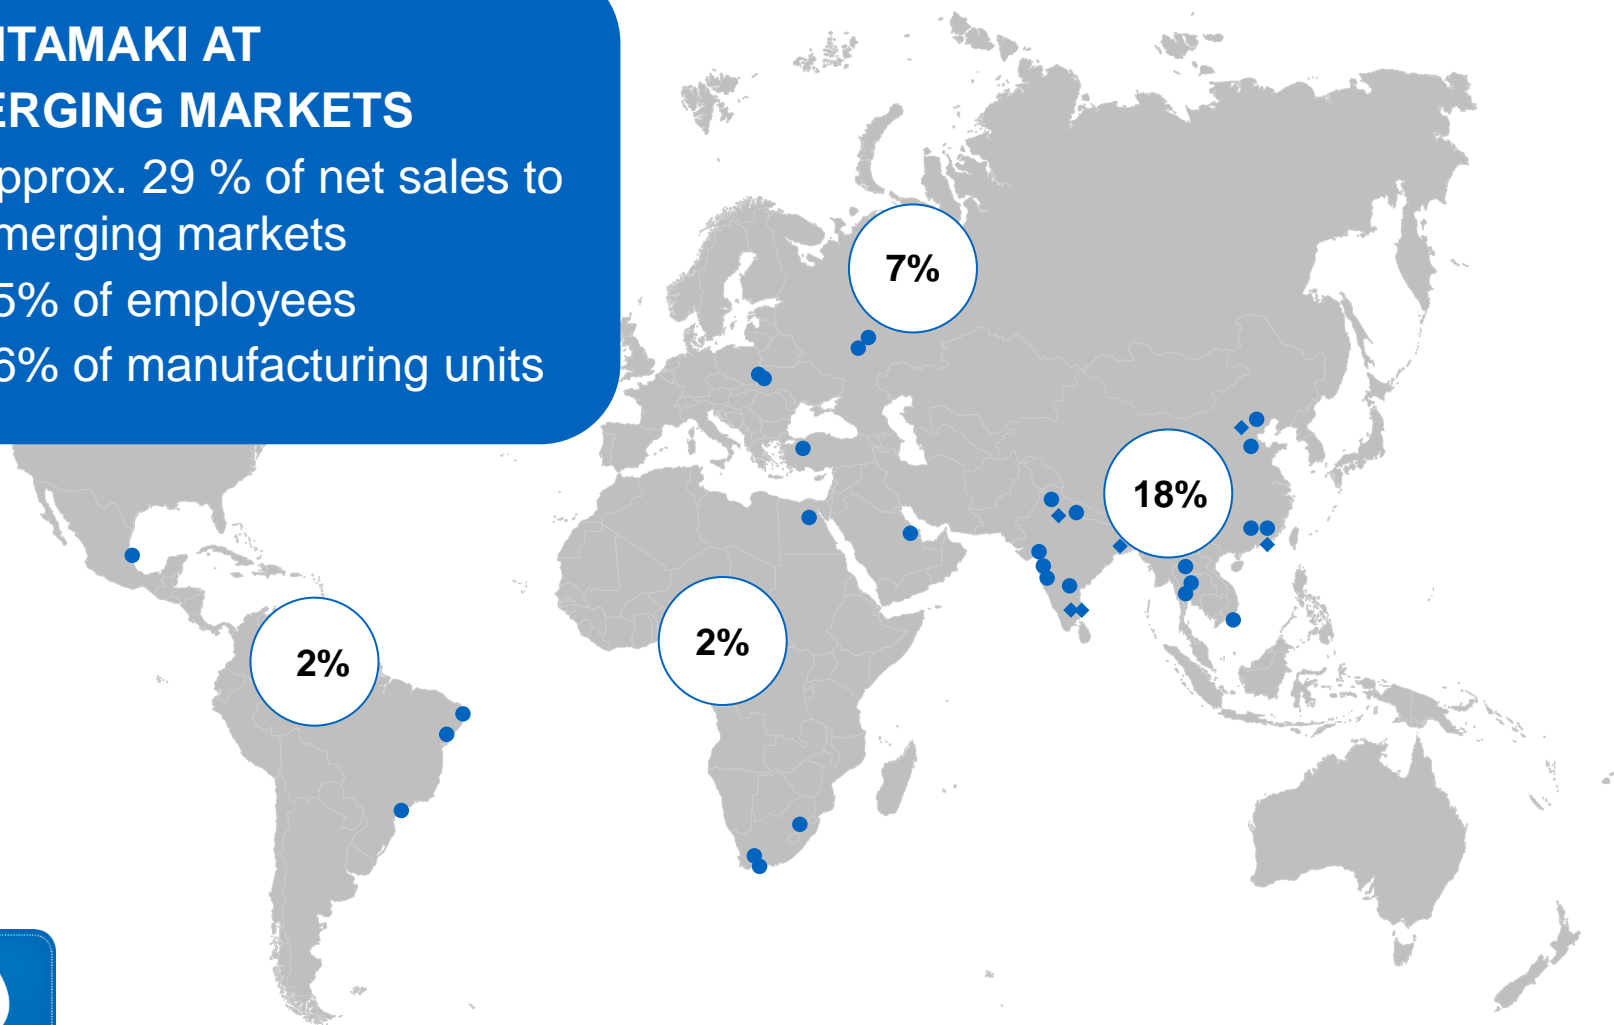 ITAMAKI AT
ERGING MARKETS
pprox. 29 % of net sales to
merging markets
5% of employees
6% of manufacturing units
7%
18%
2%
2%